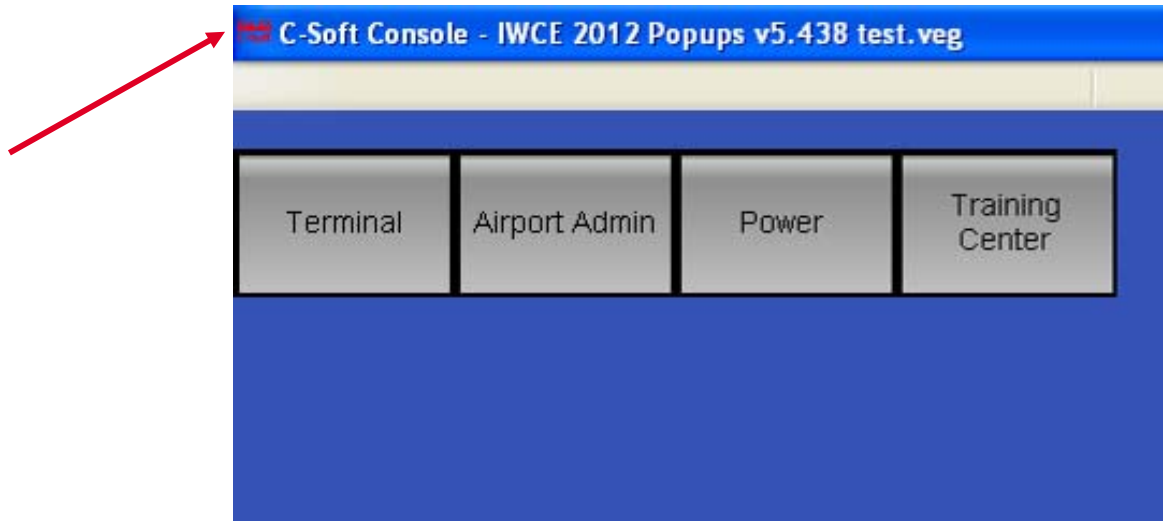 C-Soft Console - IWCE 2012 Popups v5.438 test.veg
Terminal
Airport Admin
Power
Training
Center